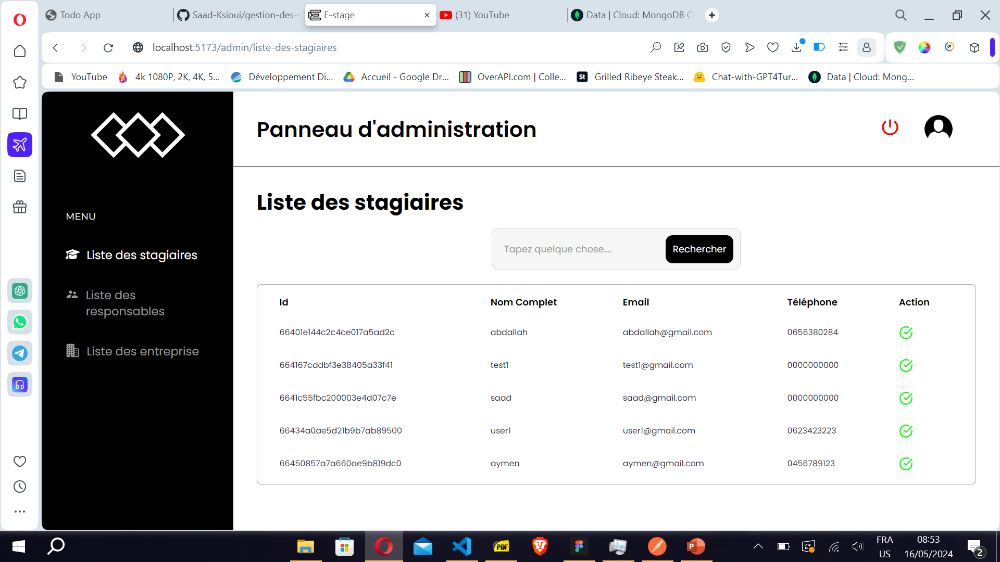 Todo App
Saad-Ksioui/gestion-des-s
E-stage
(31) YouTube
Data | Cloud: MongoDB Cl
localhost:5173/admin/liste-des-stagiaires
YouTube
4k 1080P, 2K, 4K, 5...
Développement Di...
Accueil - Google Dr...
OverAPI.com | Colle...
St
Grilled Ribeye Steak...
Chat-with-GPT4Tur...
Data | Cloud: Mong...
Panneau d'administration
MENU
Liste des stagiaires
Liste des
responsables
Liste des entreprise
Liste des stagiaires
Tapez quelque chose....
Rechercher
Id Nom Complet Email Téléphone Action
66401e144c2c4ce017a5ad2c abdallah abdallah@gmail.com 0656380284
664167cddbf3e38405a33f41 test1 test1@gmail.com 0000000000
6641c55fbc200003e4d07c7e saad saad@gmail.com 0000000000
66434a0ae5d21b9b7ab89500 user1 user1@gmail.com 0623423223
66450857a7a660ae9b819dc0 aymen aymen@gmail.com 0456789123
PDF
P
FRA
US
08:53
16/05/2024
2